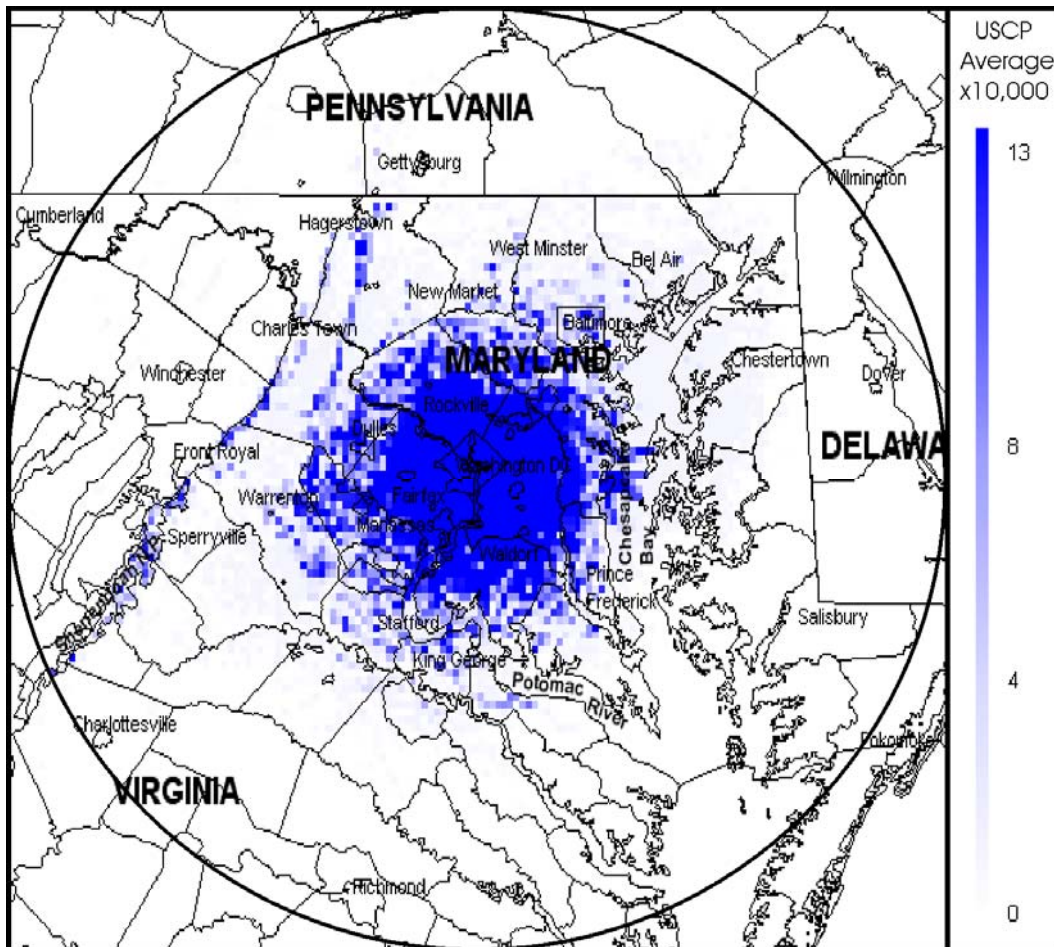 USCP
Average
x10,000
13
8
4
0
PENNSYLVANIA
Gettysburg
Wilmington
Cumberland
Hagerstown
West Minster
Bel Air
New Market
Charles Town
Baltimore
MARYLAND
Chestertown
Winchester
Dover
Rockville
Dulles
DELAWA
Front Royal
Washington DC
Warrenton
Fairfax
Chesapeake
Bay
Manassas
Sperryville
Waldorf
Prince
Frederick
Stafford
Salisbury
King George
Potomac
River
Charlottesville
Pokomoke
VIRGINIA
Richmond